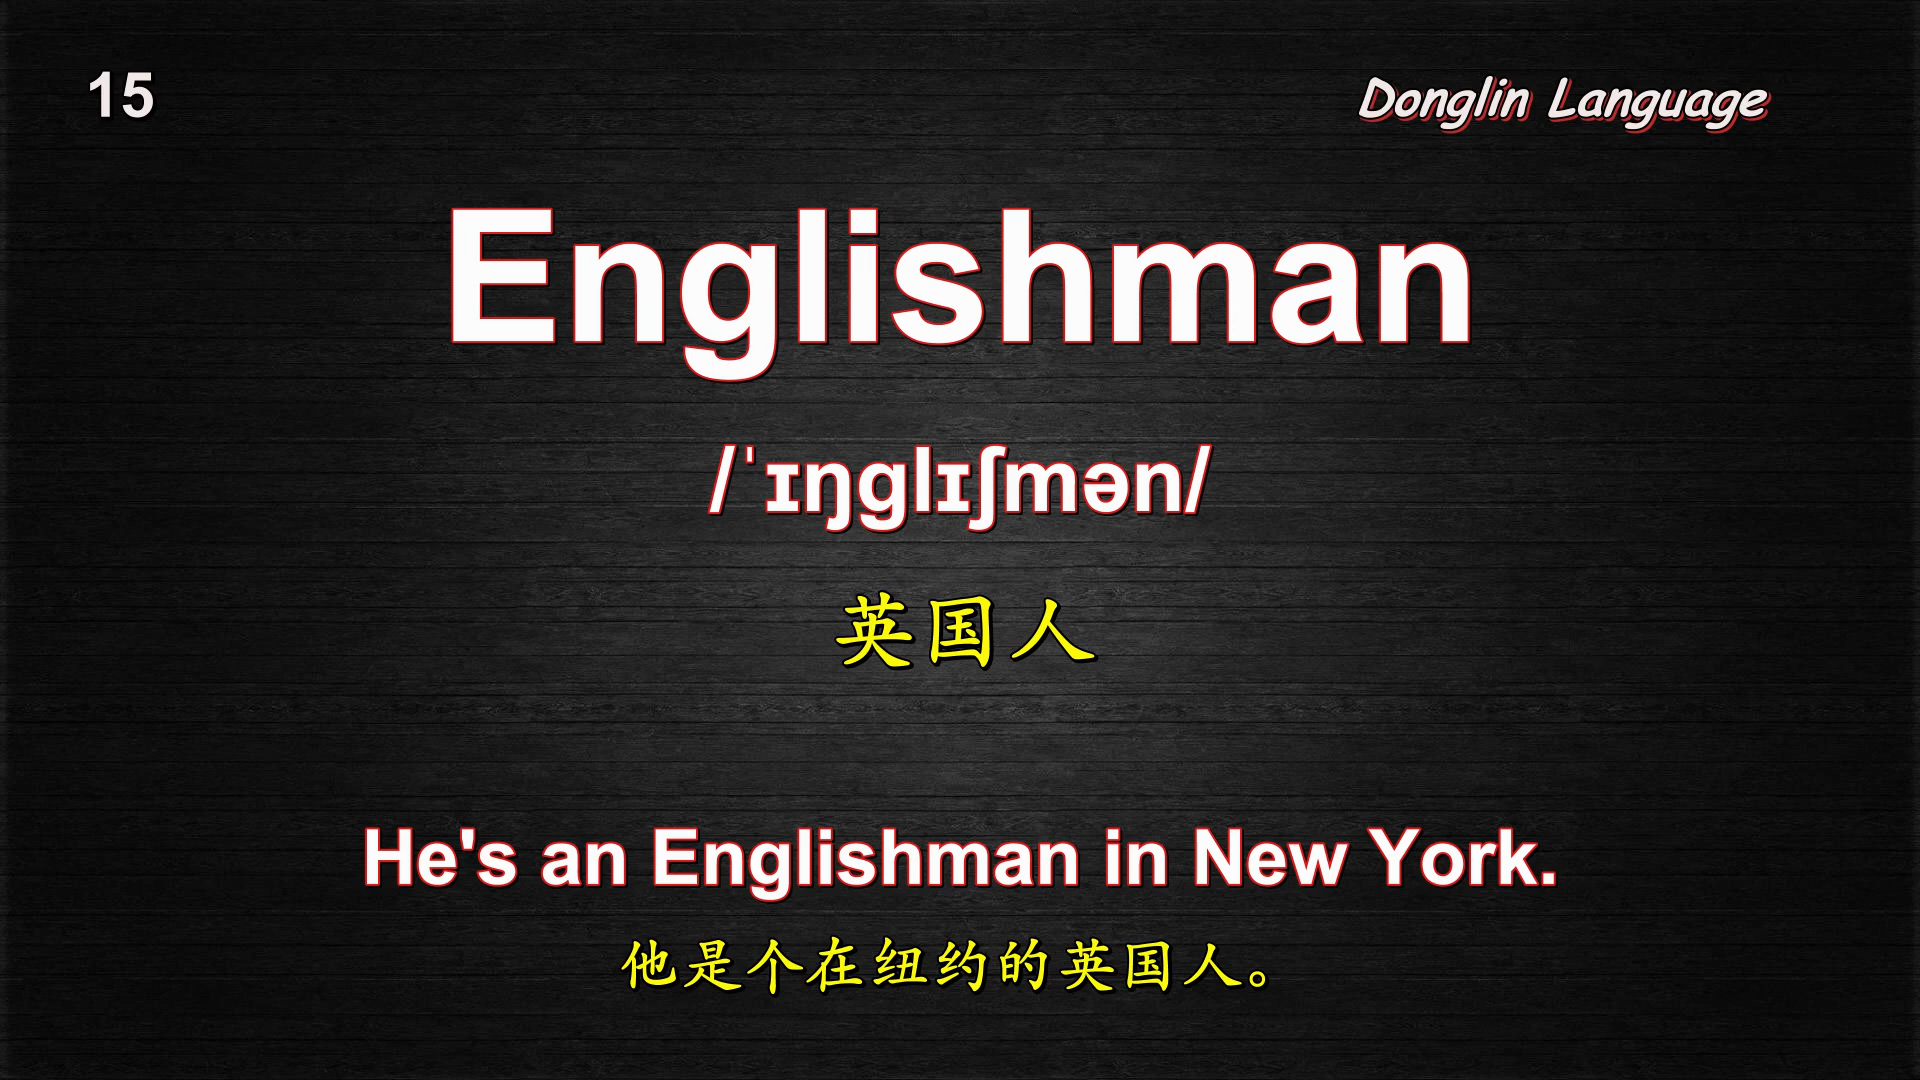 15
Donglin Language
Englishman
/ˈɪŋglɪʃmən/
英国人
He's an Englishman in New York.
他是个在纽约的英国人。